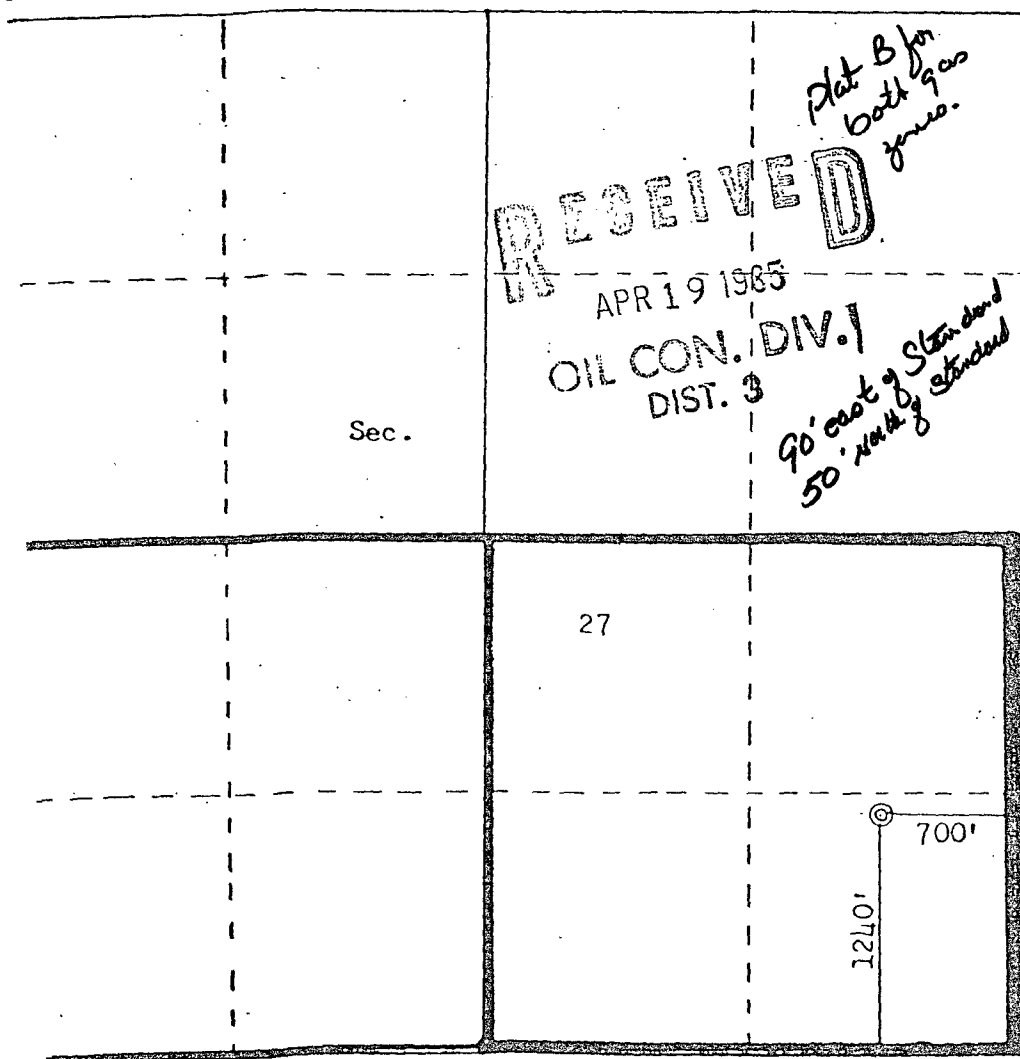 Plat B for
both gas
zones.
RECEIVED
APR 19 1985
OIL CON. DIV.
DIST. 3
90' east of Standard
50' north of Standard
Sec.
27
700'
1240'